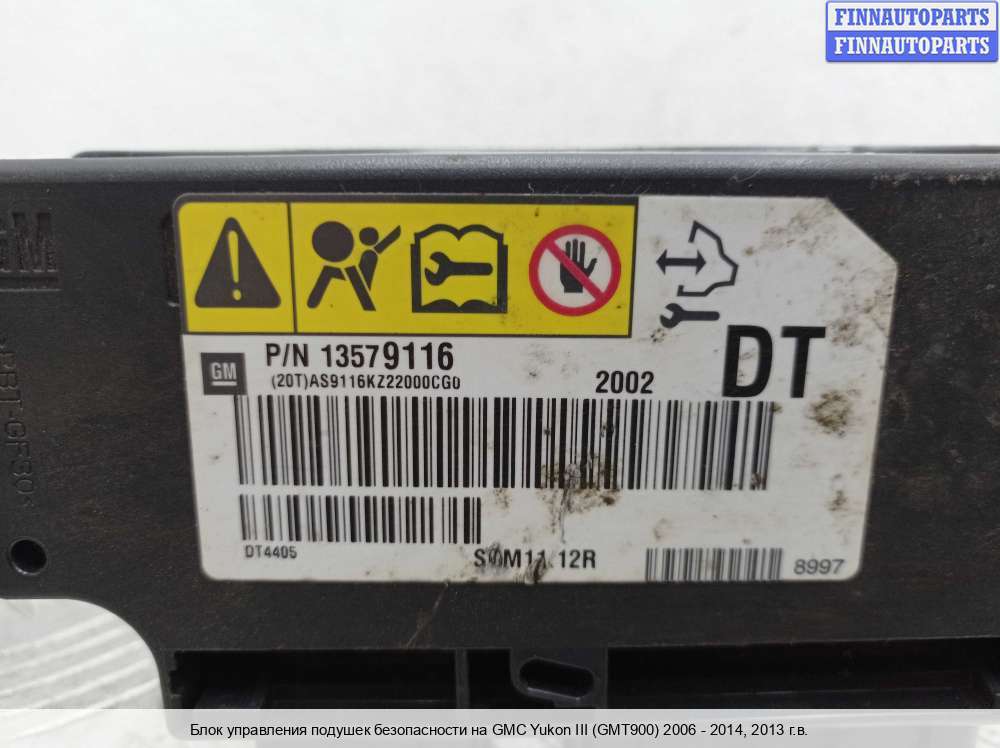 FINNAUTOPARTS
FINNAUTOPARTS
P/N 13579116
GM
(20T)AS9116KZ22000CG0
2002
DT
DT4405
11.12R
8997
Блок управления подушек безопасности на GMC Yukon III (GMT900) 2006 - 2014, 2013 г.в.